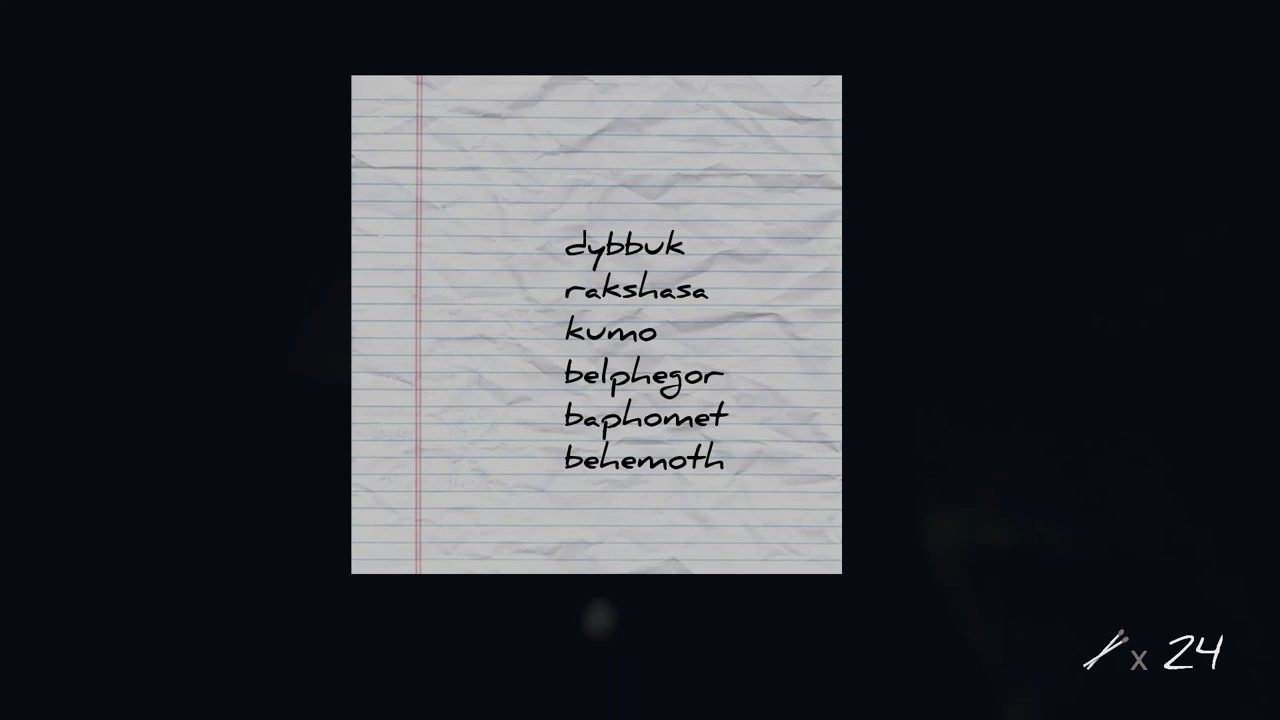 dybbuk
rakshasa
kumo
belphegor
baphomet
behemoth
x 24